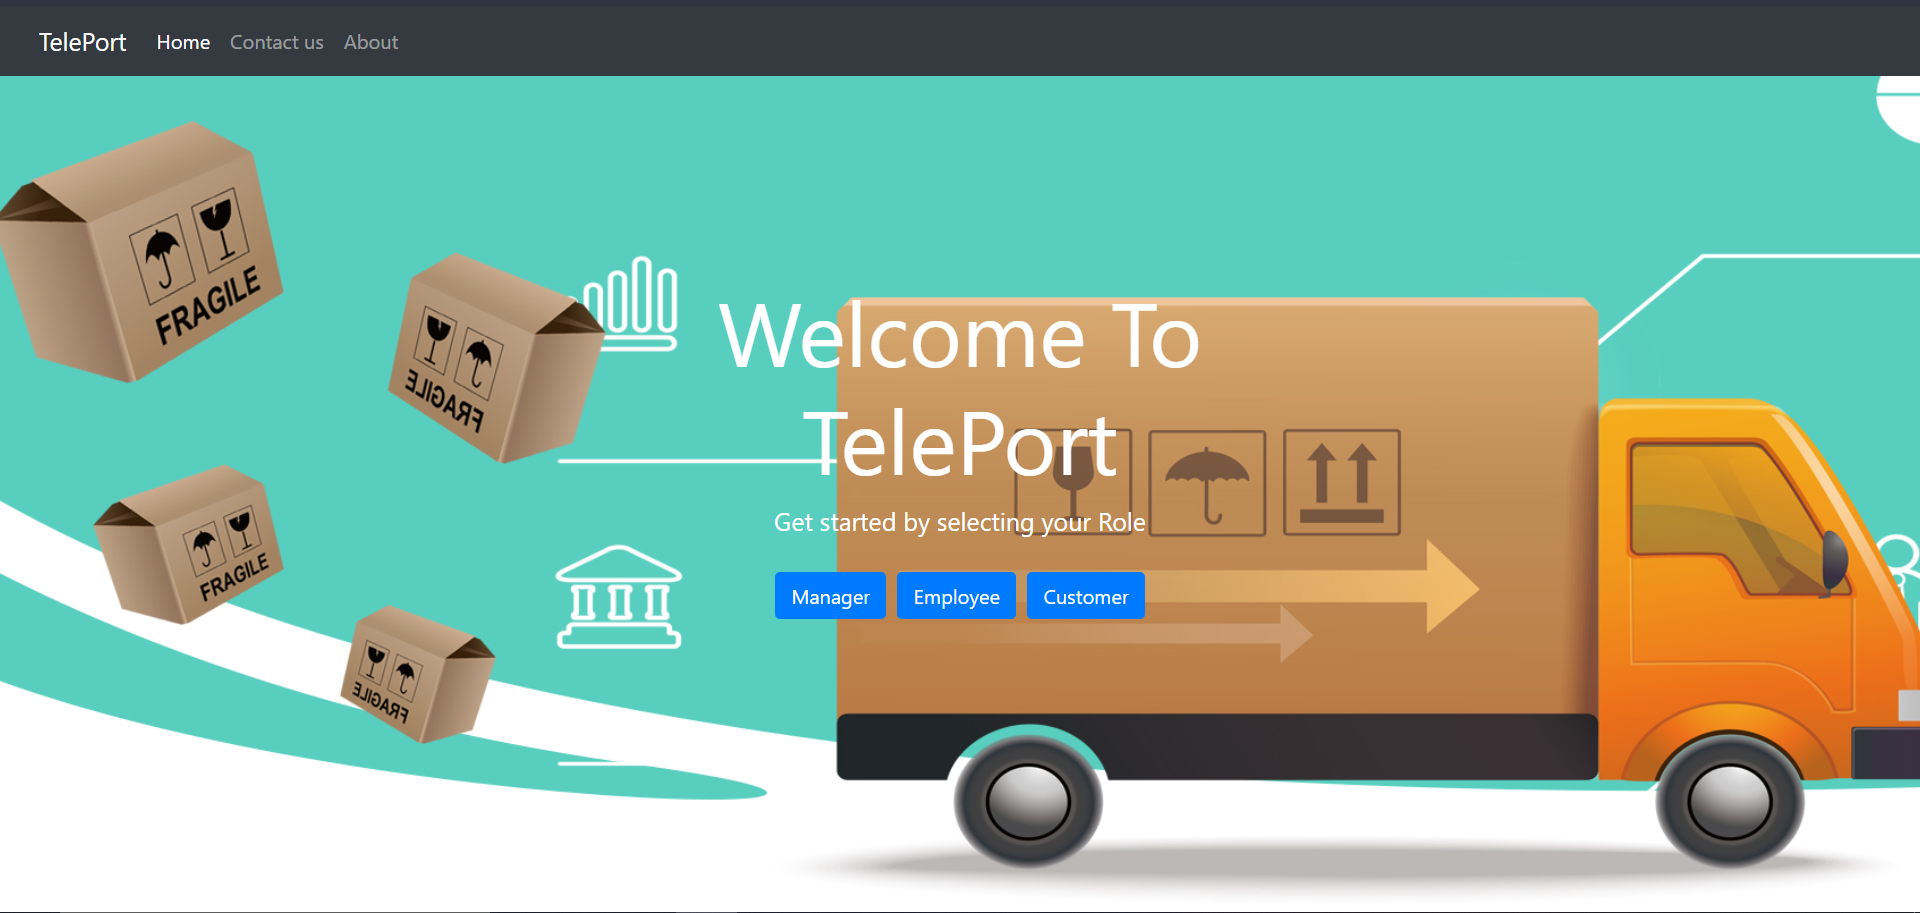 TelePort Home Contact us About
FRAGILE
FRAGILE
Welcome To
TelePort
Get started by selecting your Role
FRAGILE
Manager Employee Customer
FRAGILE